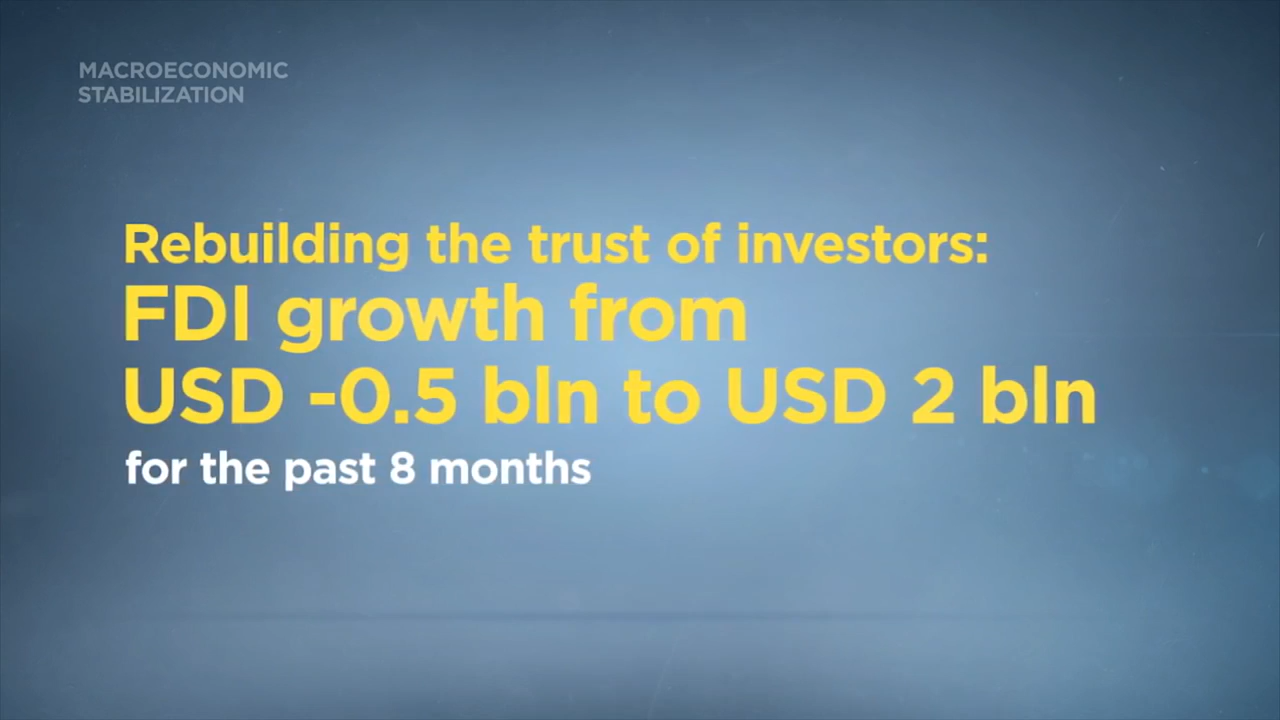 MACROECONOMIC
STABILIZATION
Rebuilding the trust of investors:
FDI growth from
USD -0.5 bln to USD 2 bln
for the past 8 months